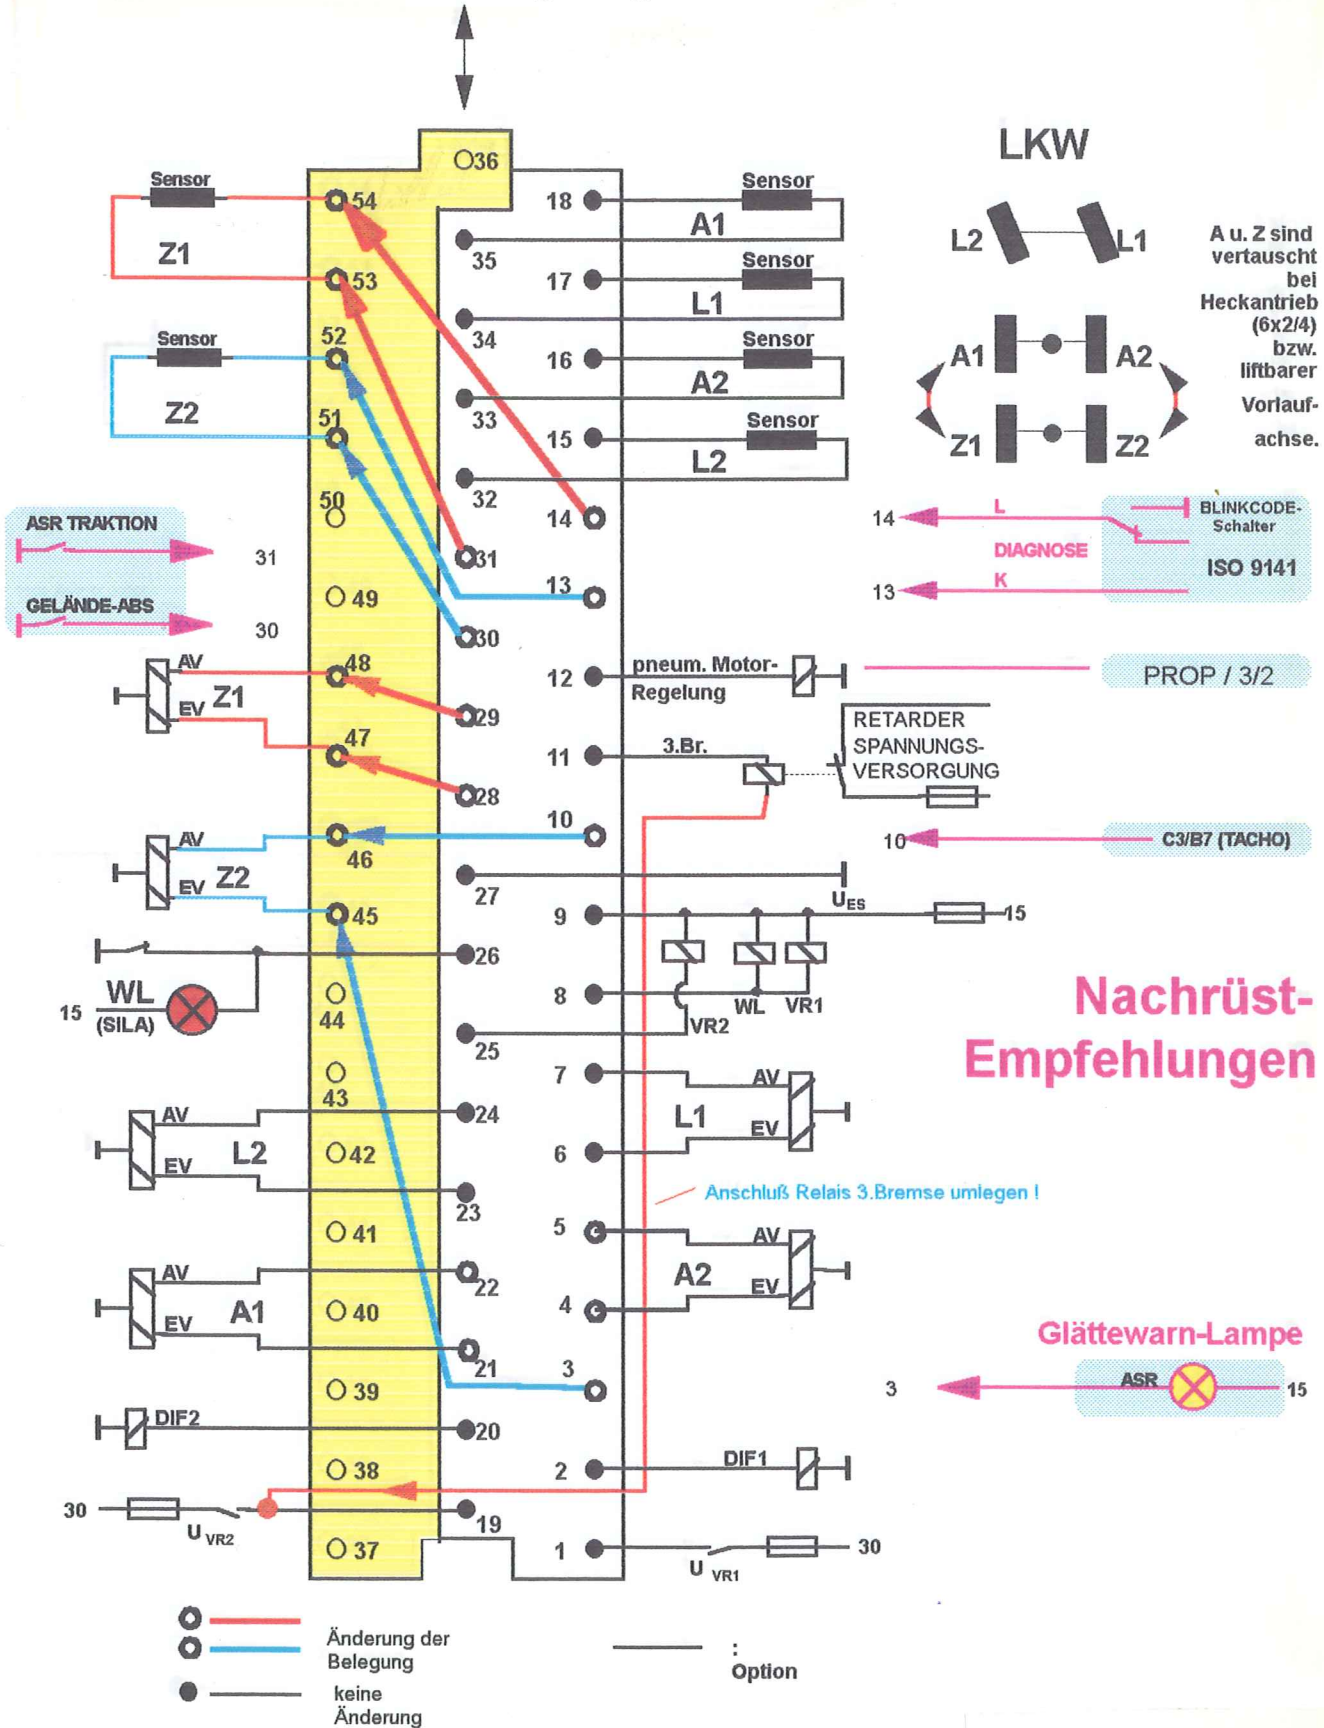 36
LKW
Sensor
54
18
Sensor
A1
35
Z1
53
17
Sensor
L1
34
L2
L1
A u. Z sind
vertauscht
bei
Heckantrieb
(6x2/4)
bzw.
liftbarer
Vorlauf-
achse.
Sensor
52
16
Sensor
A2
33
A1
A2
Z2
51
15
Sensor
L2
32
Z1
Z2
50
14
ASR TRAKTION
31
31
GELÄNDE-ABS
30
49
13
30
14
L
BLINKCODE-
Schalter
DIAGNOSE
ISO 9141
13
K
AV
48
Z1
EV
29
12
pneum. Motor-
Regelung
PROP / 3/2
47
28
11
3.Br.
RETARDER
SPANNUNGS-
VERSORGUNG
AV
46
Z2
EV
10
10
C3/B7 (TACHO)
27
U ES
45
9
15
26
15
WL
(SILA)
44
8
VR2
WL
VR1
25
Nachrüst-
Empfehlungen
43
7
AV
L1
EV
6
AV
24
L2
EV
42
23
Anschluß Relais 3.Bremse umlegen !
41
5
AV
A2
EV
4
AV
22
A1
EV
40
21
3
Glättewarn-Lampe
3
ASR
15
39
DIF2
20
38
2
DIF1
30
U VR2
19
37
1
U VR1
30
Änderung der
Belegung
keine
Änderung
:
Option